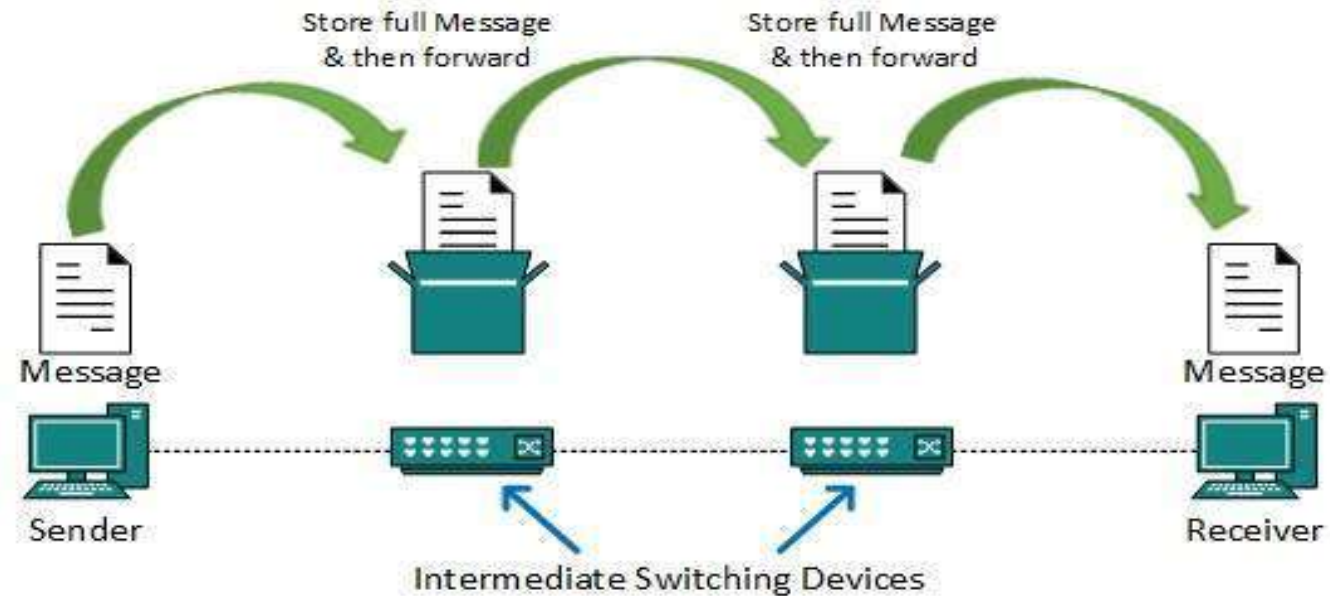 Store full Message
& then forward
Store full Message
& then forward
Message
Message
Sender
Receiver
Intermediate Switching Devices